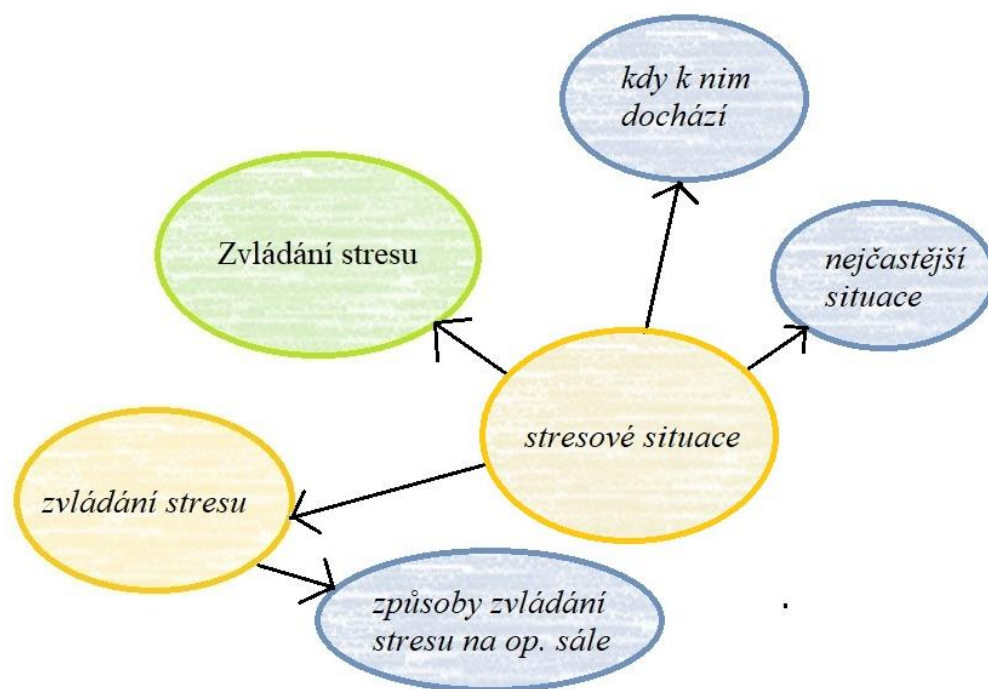 kdy k nim
dochází
Zvládání stresu
nejčastější
situace
stresové situace
zvládání stresu
způsoby zvládání
stresu na op. sále
.